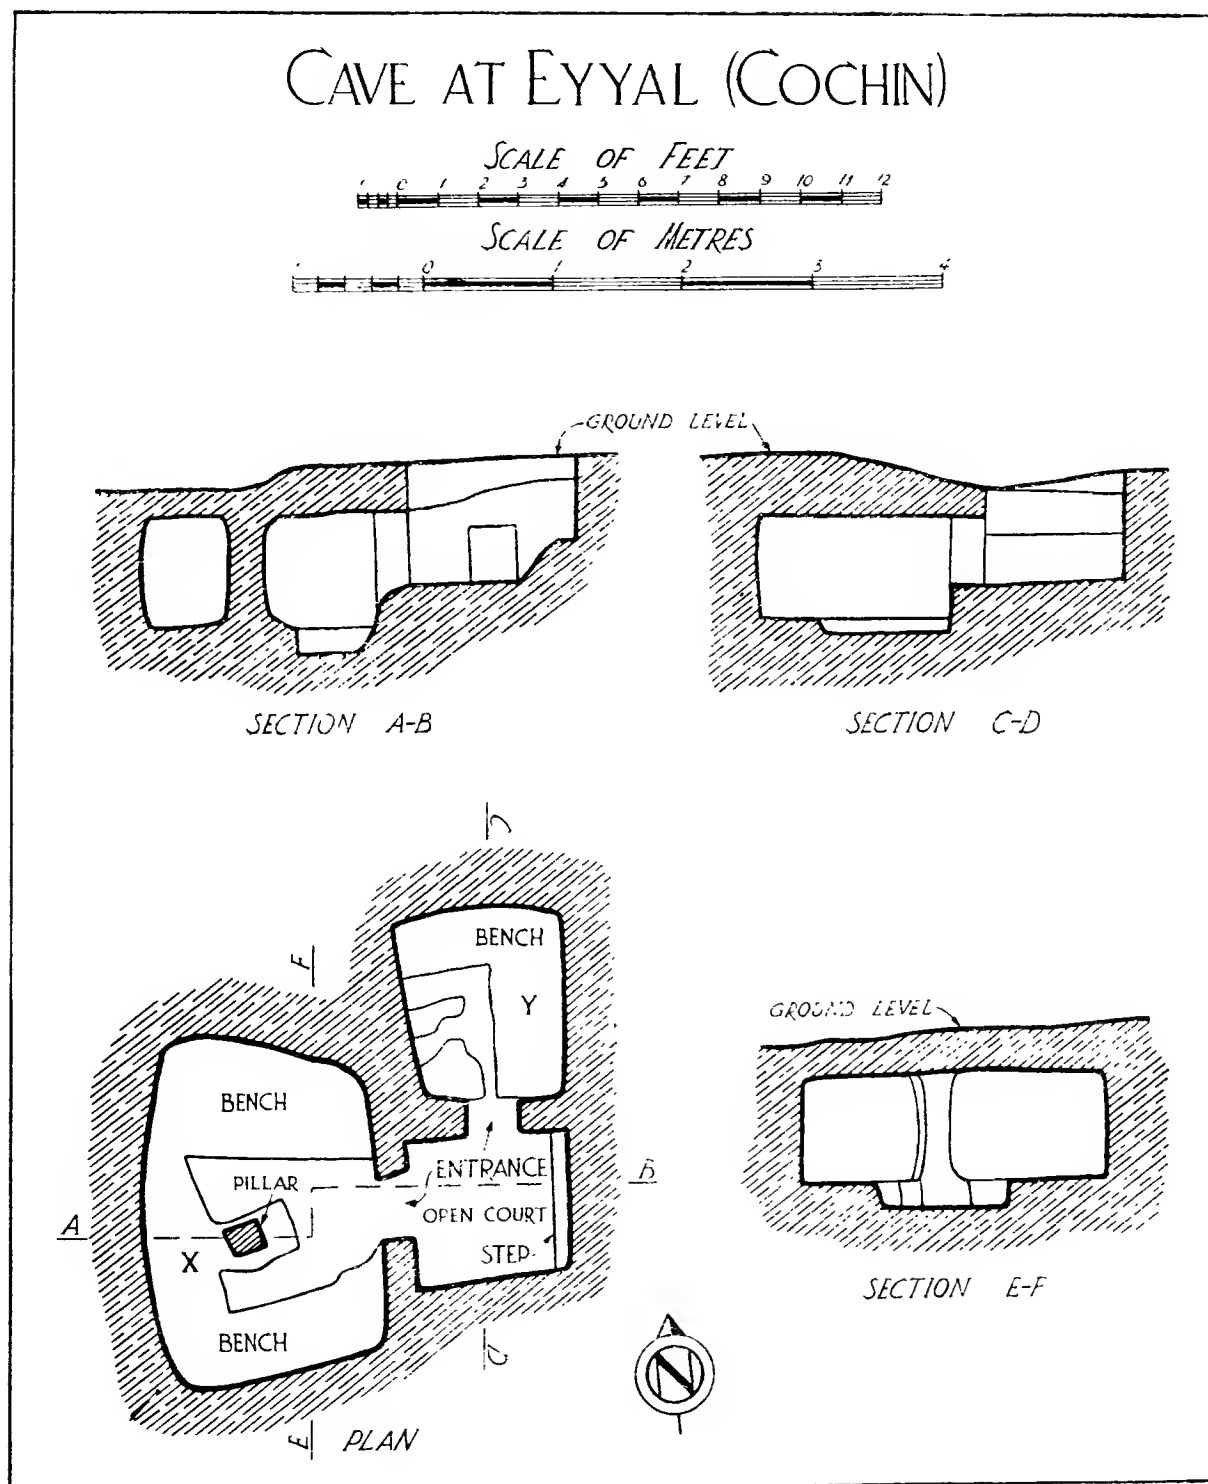 CAVE AT EYYAL (COCHIN)
SCALE OF FEET
1 0 1 2 3 4 5 6 7 8 9 10 11 12
SCALE OF METRES
1 0 1 2 3 4
GROUND LEVEL
SECTION A-B
SECTION C-D
F
BENCH
Y
BENCH
PILLAR
ENTRANCE
B
A
OPEN COURT
X
STEP
BENCH
GROUND LEVEL
SECTION E-F
N
E
PLAN